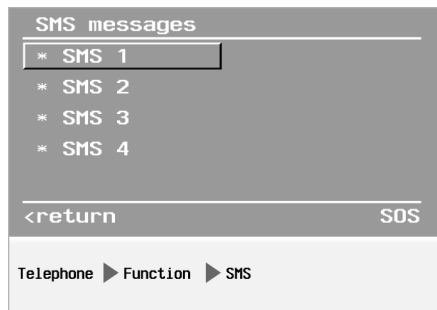 SMS messages
* SMS 1
* SMS 2
* SMS 3
* SMS 4
<return SOS
Telephone ▶ Function ▶ SMS